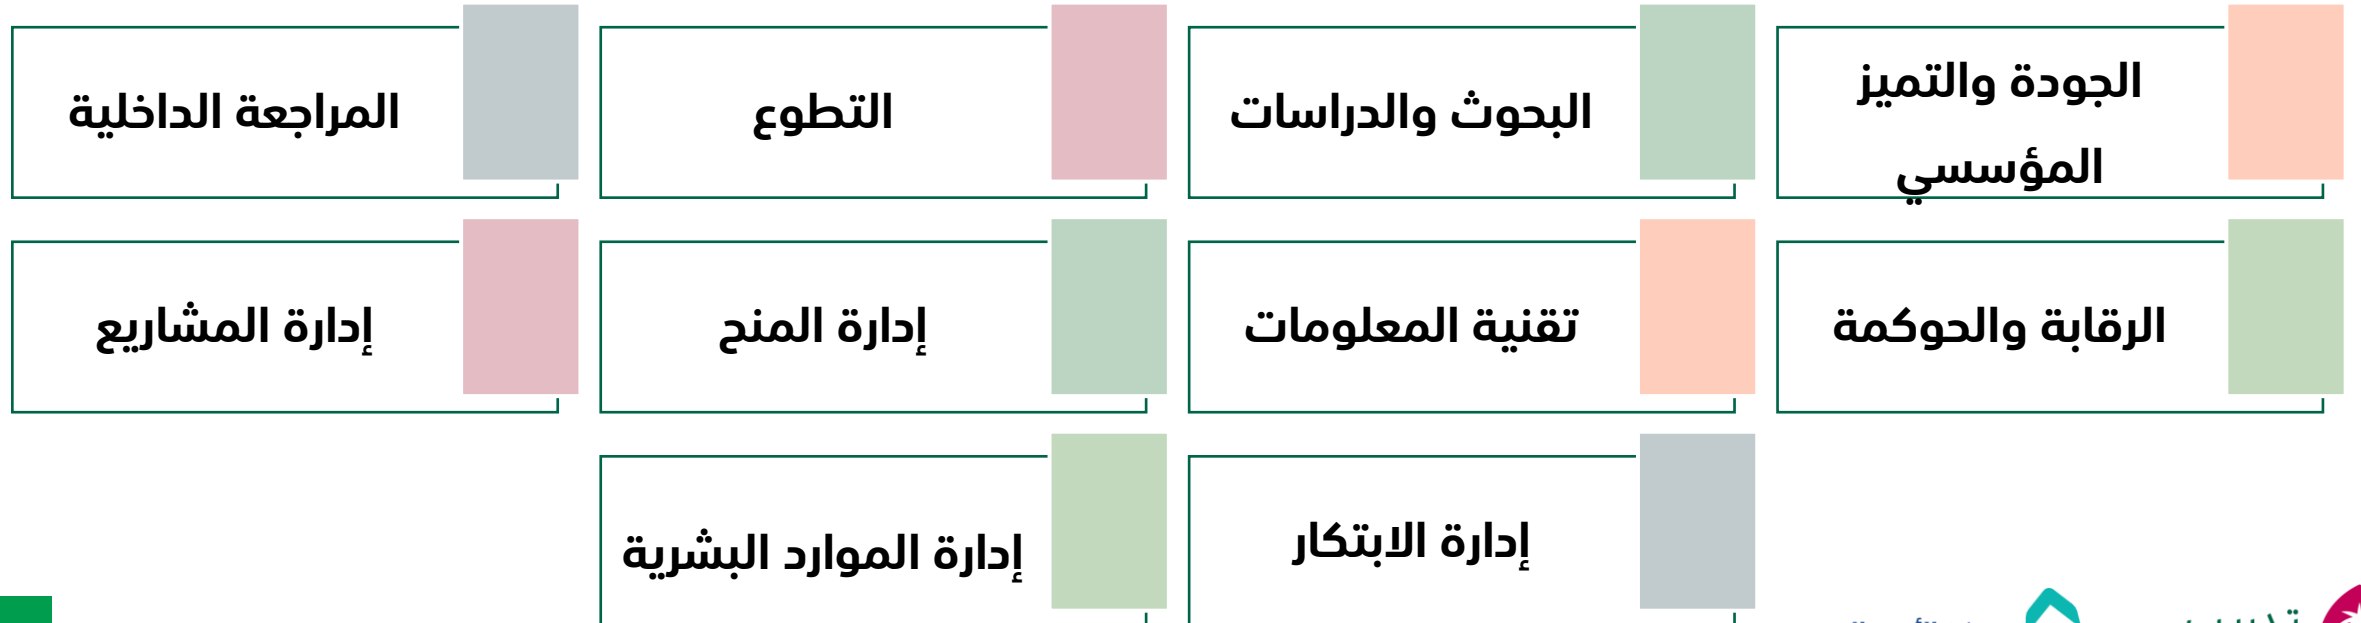 الجودة والتميز
المؤسسي
البحوث والدراسات
التطوع
المراجعة الداخلية
الرقابة والحوكمة
تقنية المعلومات
إدارة المنح
إدارة المشاريع
إدارة الابتكار
إدارة الموارد البشرية